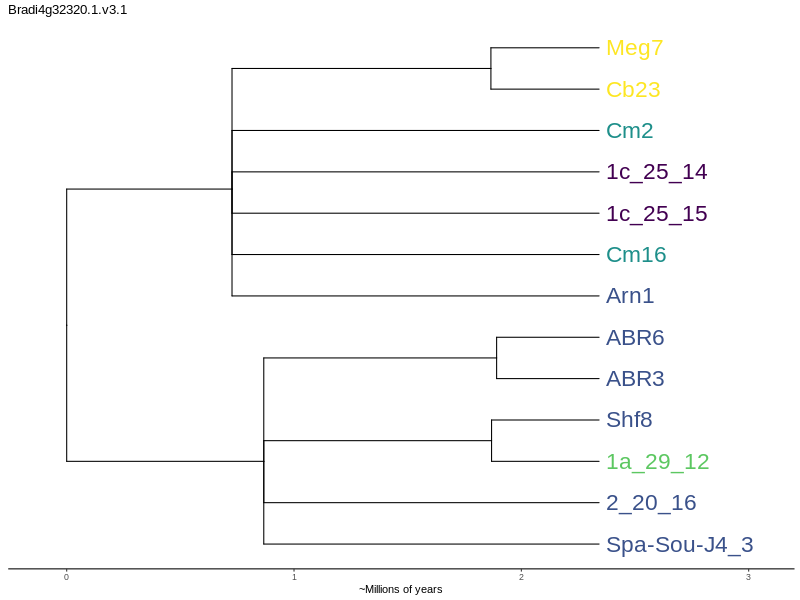 Bradi4g32320.1.v3.1
Meg7
Cb23
Cm2
1c_25_14
1c_25_15
Cm16
Arn1
ABR6
ABR3
Shf8
1a_29_12
2_20_16
Spa-Sou-J4_3
0 1 2 3
~Millions of years